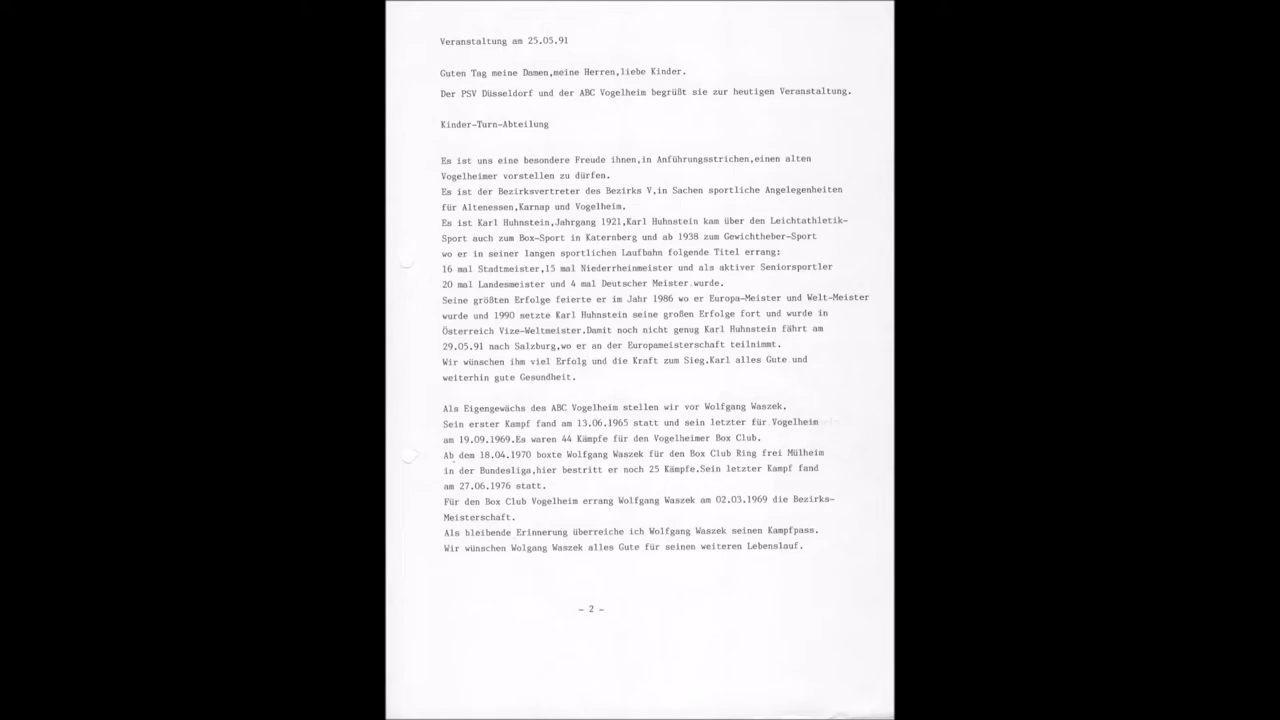 Veranstaltung am 25.05.91
Guten Tag meine Damen,meine Herren,liebe Kinder.
Der PSV Düsseldorf und der ABC Vogelheim begrüßt sie zur heutigen Veranstaltung.
Kinder-Turn-Abteilung
Es ist uns eine besondere Freude ihnen,in Anführungsstrichen,einen alten
Vogelheimer vorstellen zu dürfen.
Es ist der Bezirksvertreter des Bezirks V,in Sachen sportliche Angelegenheiten
für Altenessen,Karnap und Vogelheim.
Es ist Karl Huhnstein,Jahrgang 1921,Karl Huhnstein kam über den Leichtathletik-
Sport auch zum Box-Sport in Katernberg und ab 1938 zum Gewichtheber-Sport
wo er in seiner langen sportlichen Laufbahn folgende Titel errang:
16 mal Stadtmeister,15 mal Niederrheinmeister und als aktiver Seniorsportler
20 mal Landesmeister und 4 mal Deutscher Meister wurde.
Seine größten Erfolge feierte er im Jahr 1986 wo er Europa-Meister und Welt-Meister
wurde und 1990 setzte Karl Huhnstein seine großen Erfolge fort und wurde in
Österreich Vize-Weltmeister.Damit noch nicht genug Karl Huhnstein fährt am
29.05.91 nach Salzburg,wo er an der Europameisterschaft teilnimmt.
Wir wünschen ihm viel Erfolg und die Kraft zum Sieg.Karl alles Gute und
weiterhin gute Gesundheit.
Als Eigengewächs des ABC Vogelheim stellen wir vor Wolfgang Waszek.
Sein erster Kampf fand am 13.06.1965 statt und sein letzter für Vogelheim
am 19.09.1969.Es waren 44 Kämpfe für den Vogelheimer Box Club.
Ab dem 18.04.1970 boxte Wolfgang Waszek für den Box Club Ring frei Mülheim
in der Bundesliga,hier bestritt er noch 25 Kämpfe.Sein letzter Kampf fand
am 27.06.1976 statt.
Für den Box Club Vogelheim errang Wolfgang Waszek am 02.03.1969 die Bezirks-
Meisterschaft.
Als bleibende Erinnerung überreiche ich Wolfgang Waszek seinen Kampfpass.
Wir wünschen Wolgang Waszek alles Gute für seinen weiteren Lebenslauf.
- 2 -